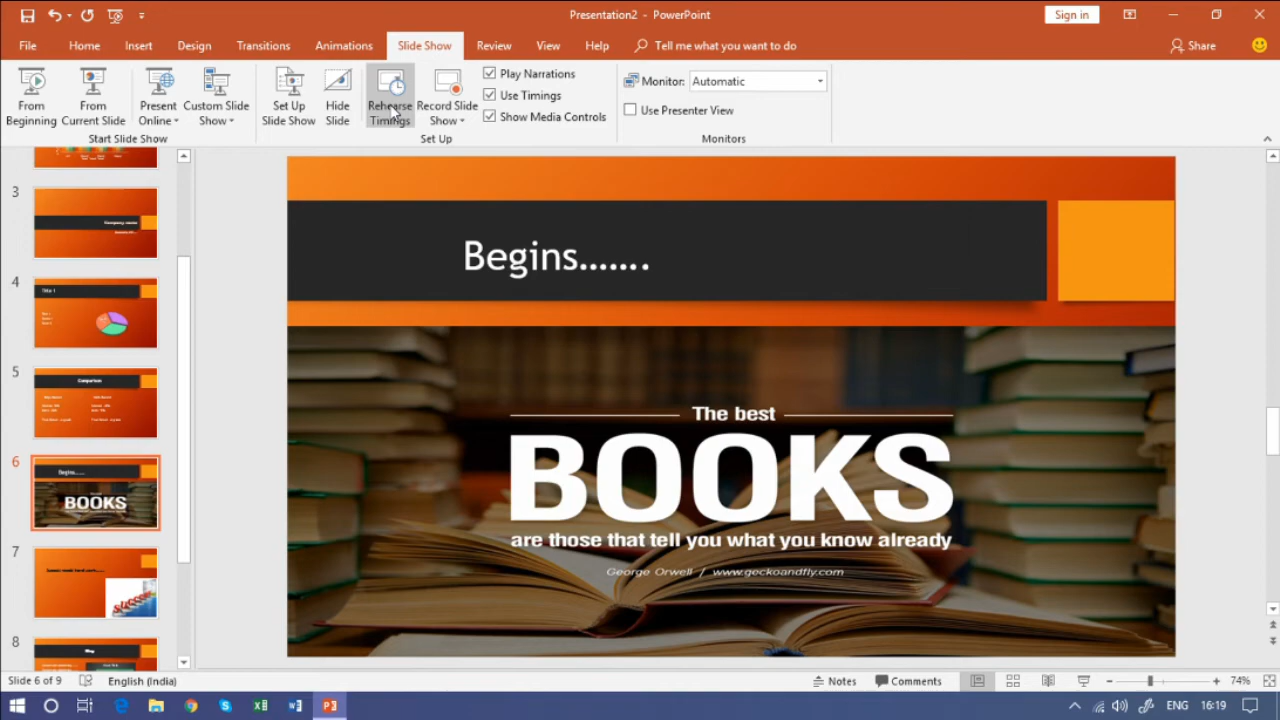 Presentation2 - PowerPoint
Sign in
File
Home
Insert
Design
Transitions
Animations
Slide Show
Review
View
Help
Tell me what you want to do
Share
From Beginning
From Current Slide
Present Online
Custom Slide Show
Start Slide Show
Set Up Slide Show
Hide Slide
Rehearse Timings
Record Slide Show
Play Narrations
Use Timings
Show Media Controls
Set Up
Monitor: Automatic
Use Presenter View
Monitors
3
4
Title 1
5
Comparison
6
Begins......
BOOKS
7
8
Begins.......
The best
BOOKS
are those that tell you what you know already
George Orwell / www.geckoandfly.com
Slide 6 of 9
English (India)
Notes
Comments
74%
ENG
16:19